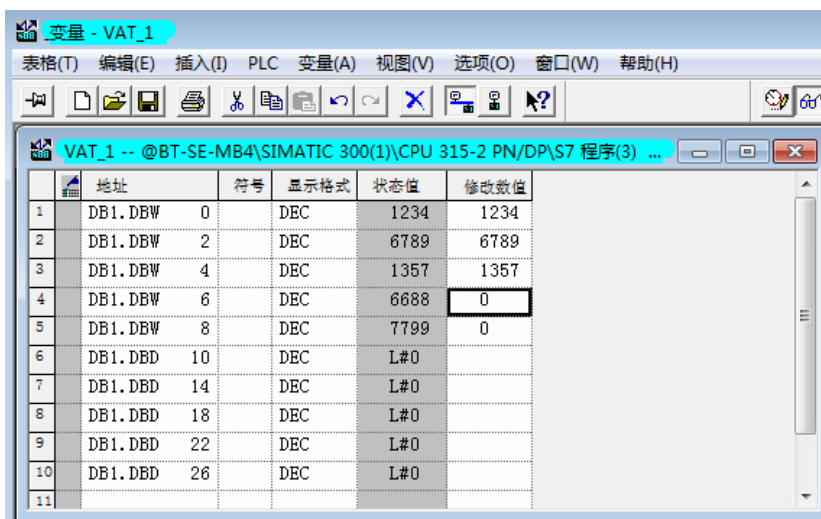 变量 - VAT_1
表格(T) 编辑(E) 插入(I) PLC 变量(A) 视图(V) 选项(O) 窗口(W) 帮助(H)
VAT_1 -- @BT-SE-MB4\SIMATIC 300(1)\CPU 315-2 PN/DP\S7 程序(3) ...
地址 符号 显示格式 状态值 修改数值
1 DB1.DBW 0 DEC 1234 1234
2 DB1.DBW 2 DEC 6789 6789
3 DB1.DBW 4 DEC 1357 1357
4 DB1.DBW 6 DEC 6688 0
5 DB1.DBW 8 DEC 7799 0
6 DB1.DBD 10 DEC L#0
7 DB1.DBD 14 DEC L#0
8 DB1.DBD 18 DEC L#0
9 DB1.DBD 22 DEC L#0
10 DB1.DBD 26 DEC L#0
11